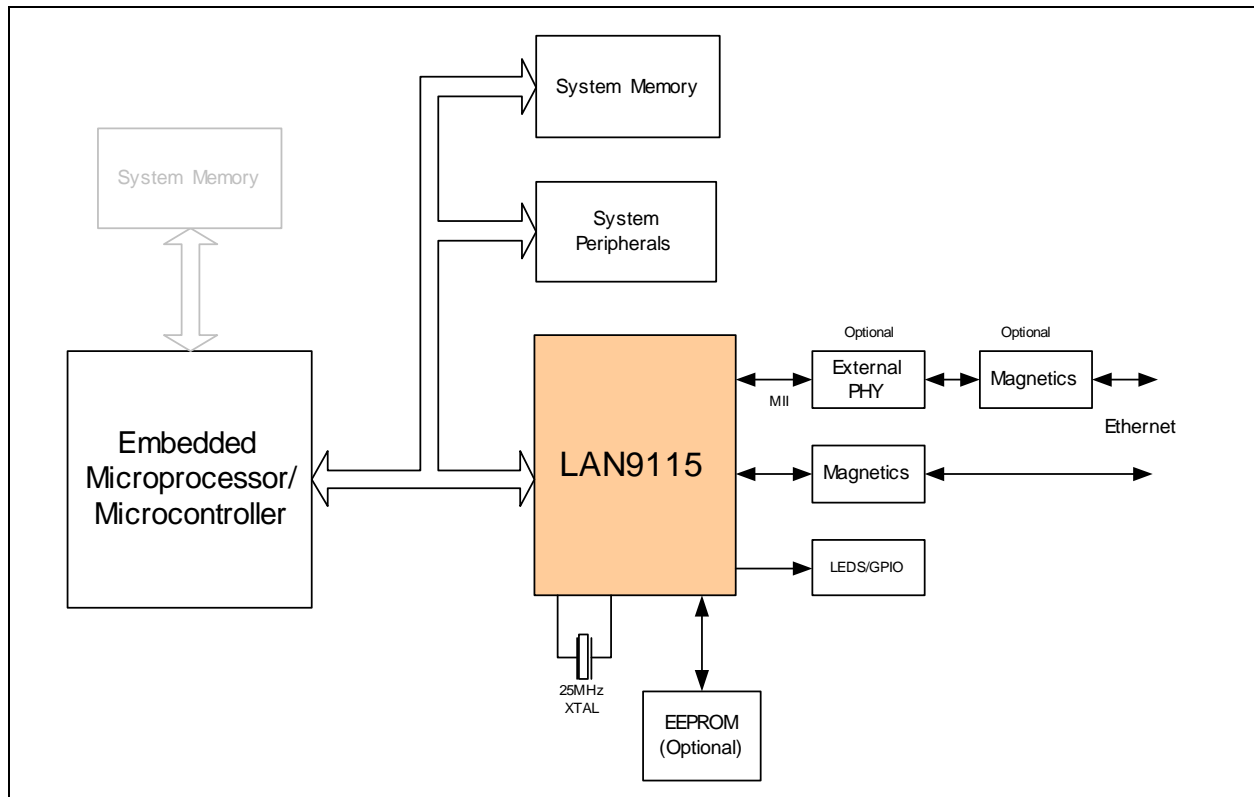 System Memory
System Memory
System
Peripherals
Embedded
Microprocessor/
Microcontroller
LAN9115
Optional
Optional
External
PHY
Magnetics
MII
Ethernet
Magnetics
LEDS/GPIO
25MHz
XTAL
EEPROM
(Optional)